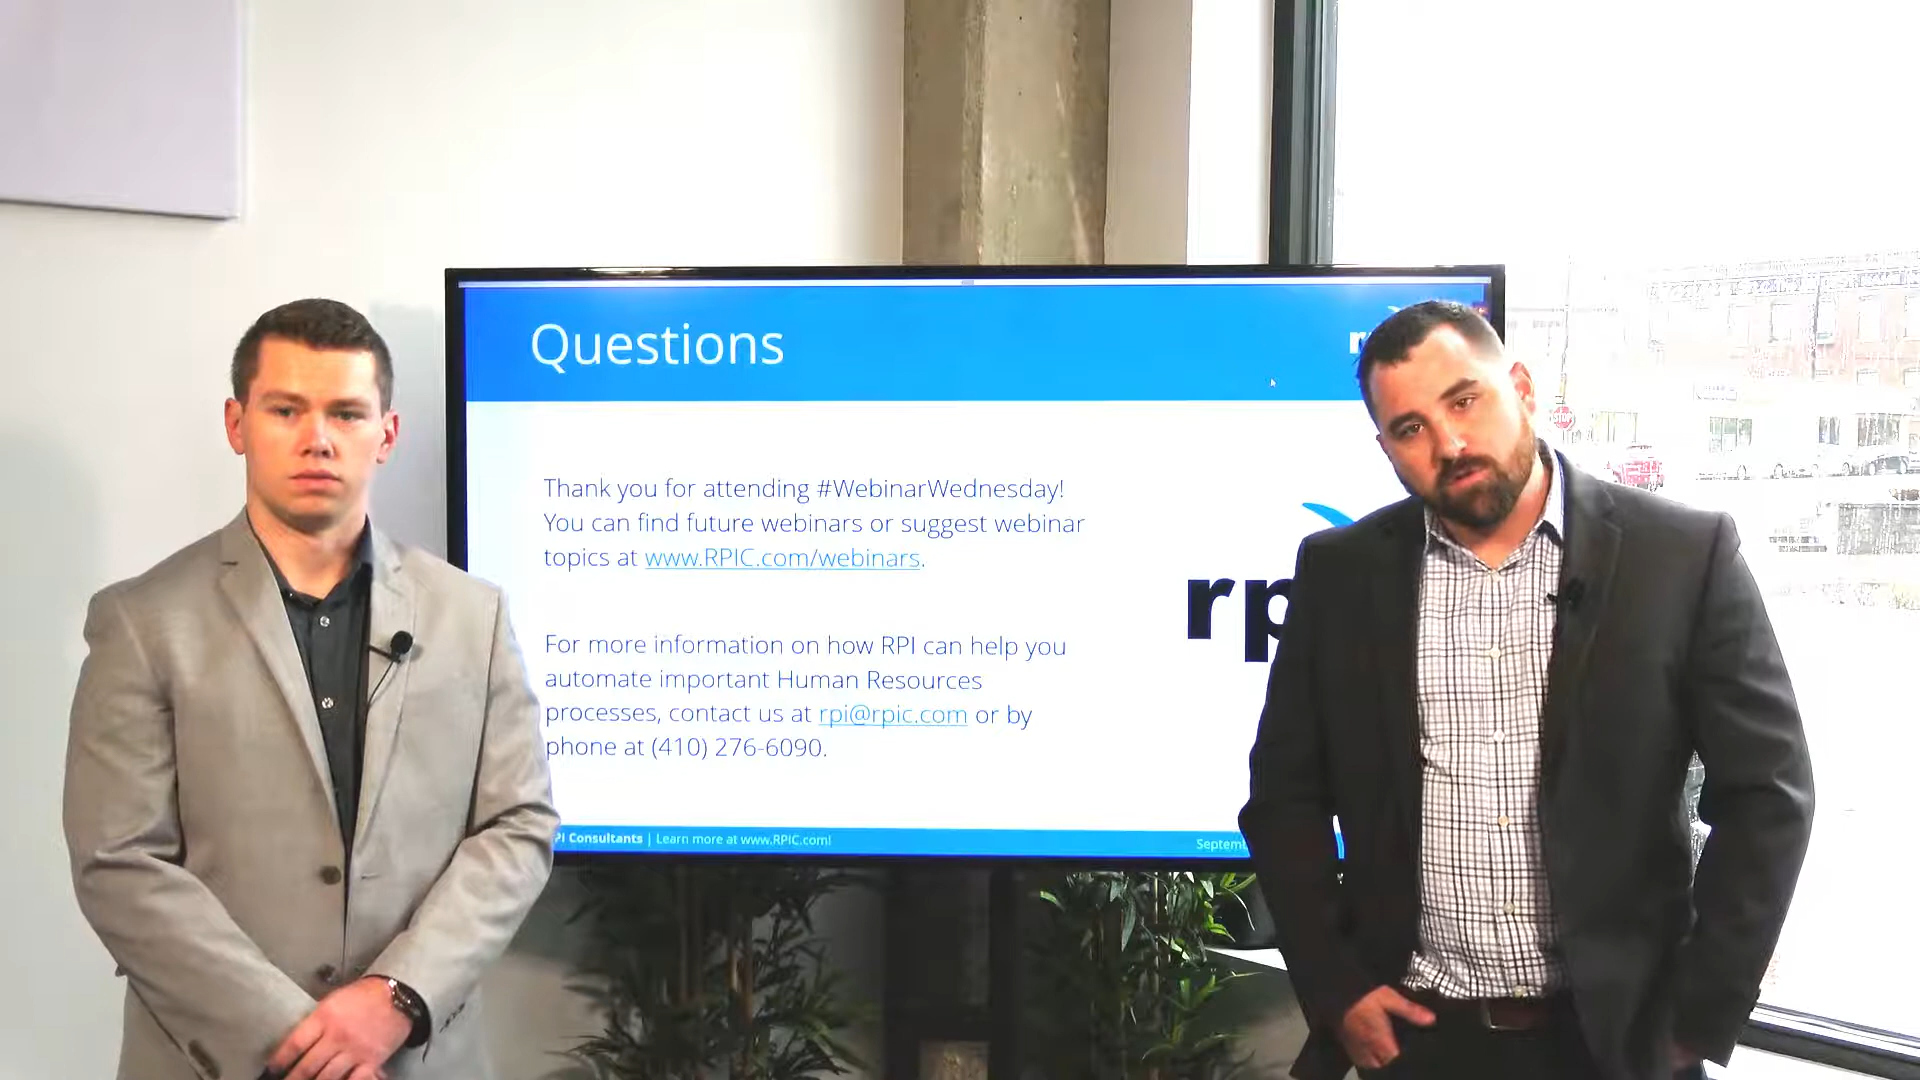 Questions
Thank you for attending #WebinarWednesday!
You can find future webinars or suggest webinar
topics at www.RPIC.com/webinars.
For more information on how RPI can help you
automate important Human Resources
processes, contact us at rpi@rpic.com or by
phone at (410) 276-6090.
rp
PI Consultants | Learn more at www.RPIC.com!
Septem
STOP